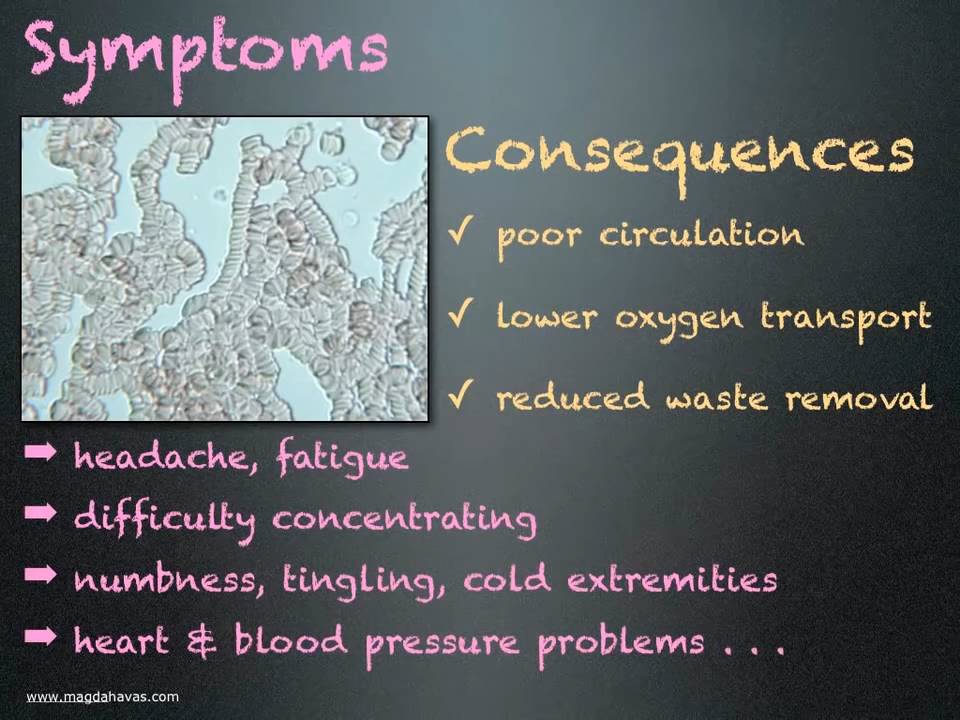 Symptoms
Consequences
✓ poor circulation
✓ lower oxygen transport
✓ reduced waste removal
➡ headache, fatigue
➡ difficulty concentrating
➡ numbness, tingling, cold extremities
➡ heart & blood pressure problems . . .
www.magdahavas.com